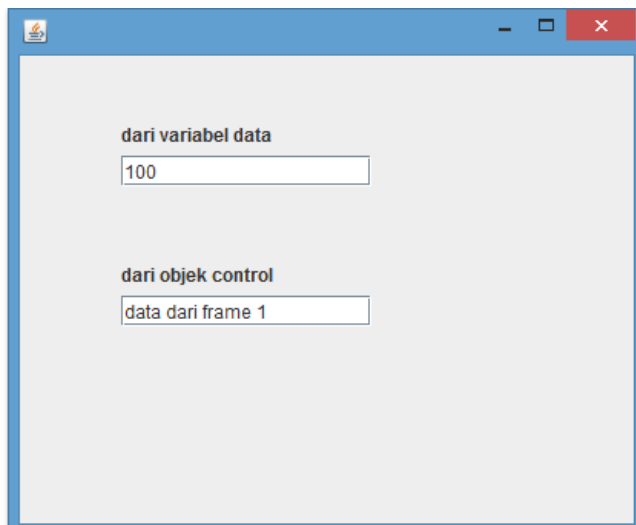 dari variabel data
100
dari objek control
data dari frame 1